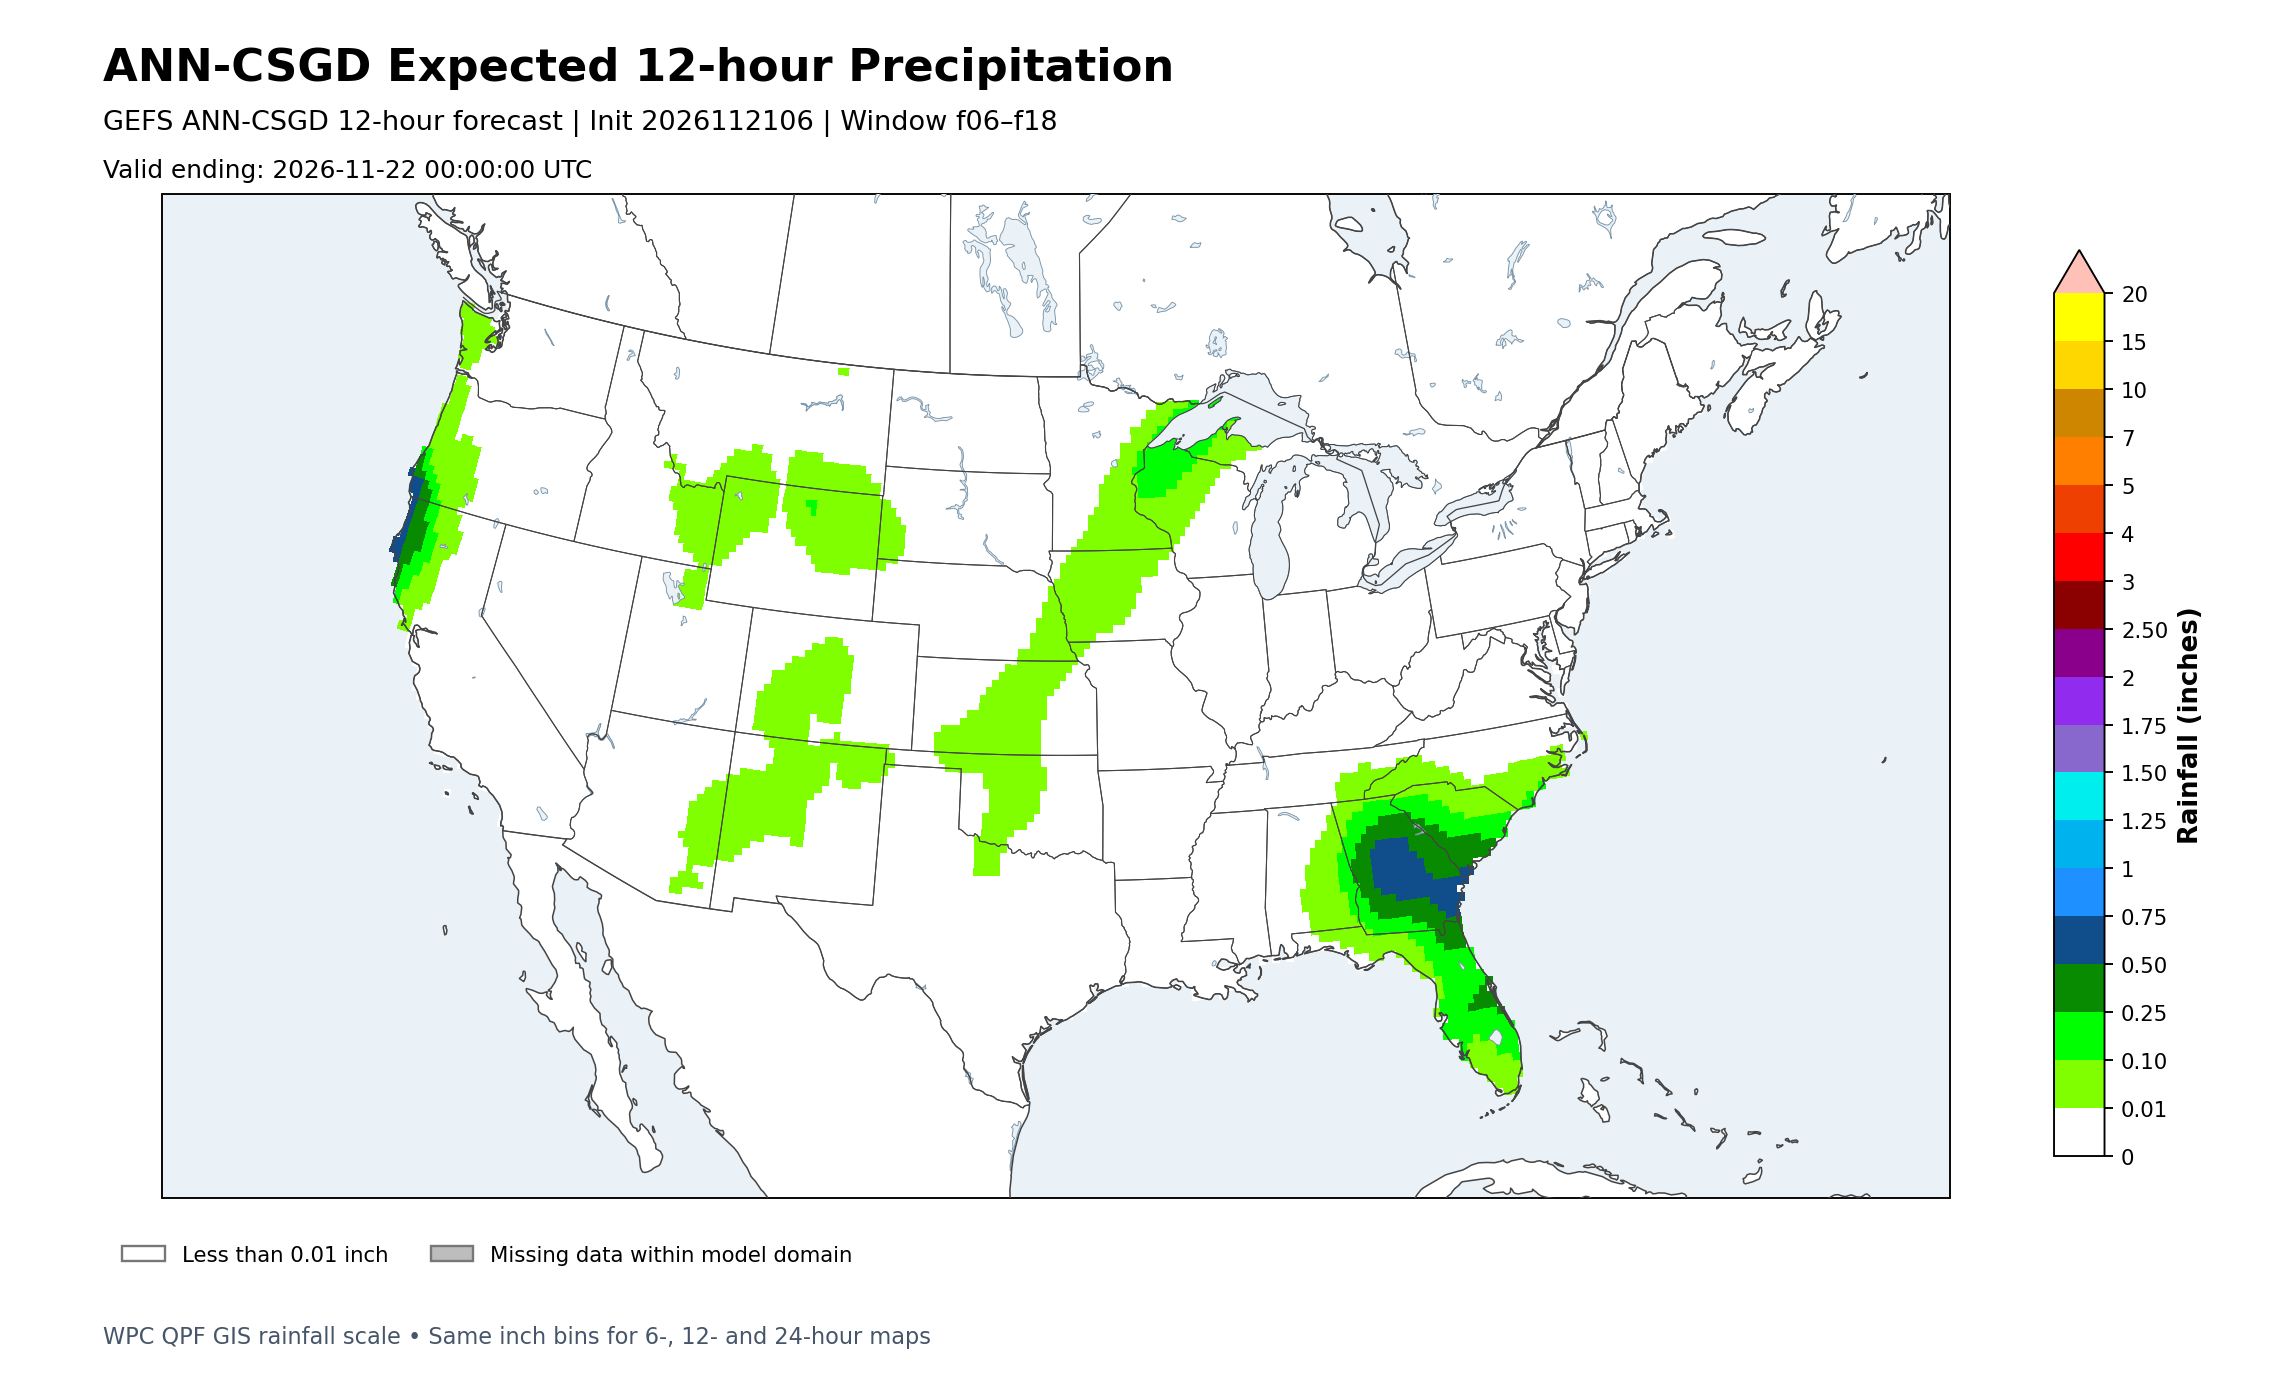 ANN-CSGD Expected 12-hour Precipitation
GEFS ANN-CSGD 12-hour forecast | Init 2026112106 | Window f06–f18
Valid ending: 2026-11-22 00:00:00 UTC
20
15
10
7
5
4
3
2.50
2
1.75
1.50
1.25
1
0.75
0.50
0.25
0.10
0.01
0
Rainfall (inches)
Less than 0.01 inch
Missing data within model domain
WPC QPF GIS rainfall scale • Same inch bins for 6-, 12- and 24-hour maps